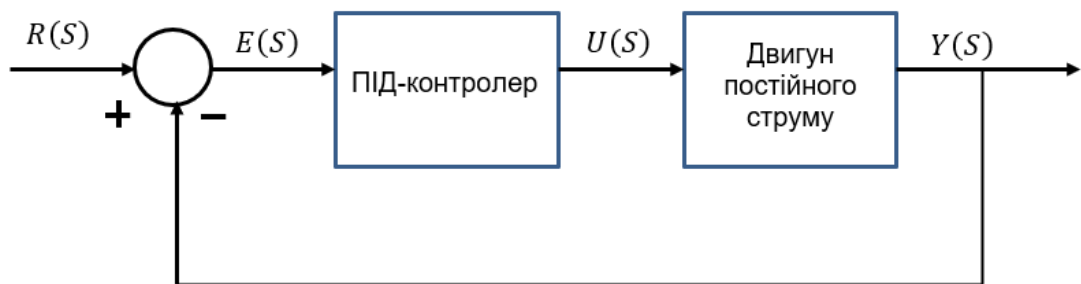 R(S)
E(S)
ПІД-контролер
U(S)
Двигун
постійного
струму
Y(S)
+
−